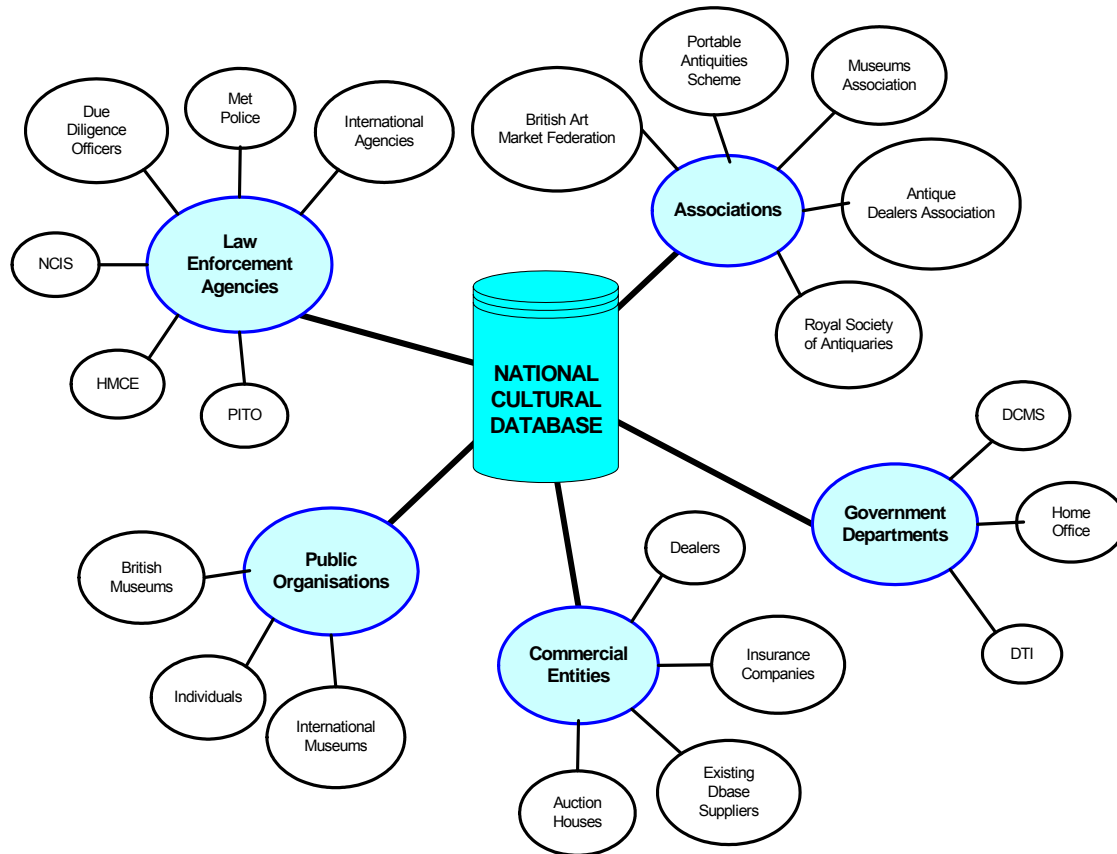 Portable
Antiquities
Scheme
Museums
Association
Met
Police
Due
Diligence
Officers
International
Agencies
British Art
Market Federation
Associations
Antique
Dealers Association
Law
Enforcement
Agencies
NCIS
Royal Society
of Antiquaries
HMCE
PITO
NATIONAL
CULTURAL
DATABASE
DCMS
Government
Departments
Home
Office
DTI
Public
Organisations
British
Museums
Individuals
International
Museums
Dealers
Commercial
Entities
Insurance
Companies
Existing
Dbase
Suppliers
Auction
Houses